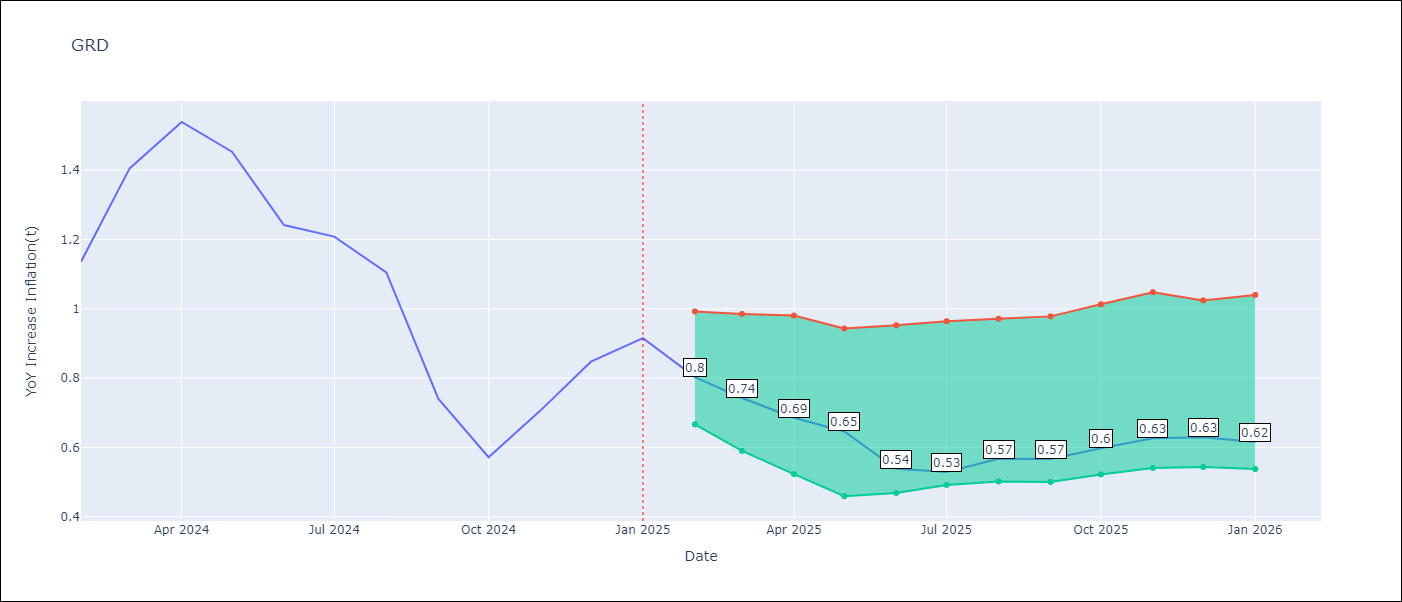 GRD
YoY Increase Inflation(t)
1.4
1.2
1
0.8
0.6
0.4
0.8
0.74
0.69
0.65
0.54
0.53
0.57
0.57
0.6
0.63
0.63
0.62
Apr 2024
Jul 2024
Oct 2024
Jan 2025
Apr 2025
Jul 2025
Oct 2025
Jan 2026
Date